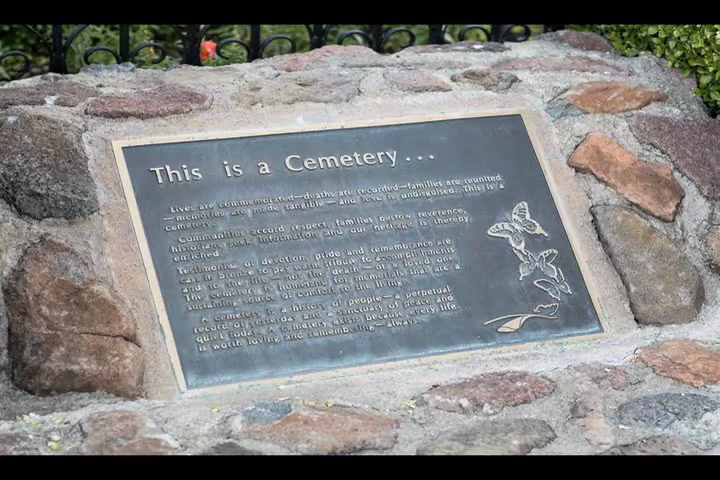 This is a Cemetery...
Lives are commemorated—deaths are recorded—families are reunited
—memories are made tangible—and love is undisguised. This is a
cemetery.
Communities accord respect, families bestow reverence,
historians seek information and our heritage is thereby
enriched.
Testimonies of devotion, pride and remembrance are
cast in bronze to pay warm tribute to accomplishments
and to the life—not the death—of a loved one.
The cemetery is homeland for memorials that are a
sustaining source of comfort to the living.
A cemetery is a history of people—a perpetual
record of yesterday and a sanctuary of peace and
quiet today. A cemetery exists because every life
is worth loving and remembering—always.